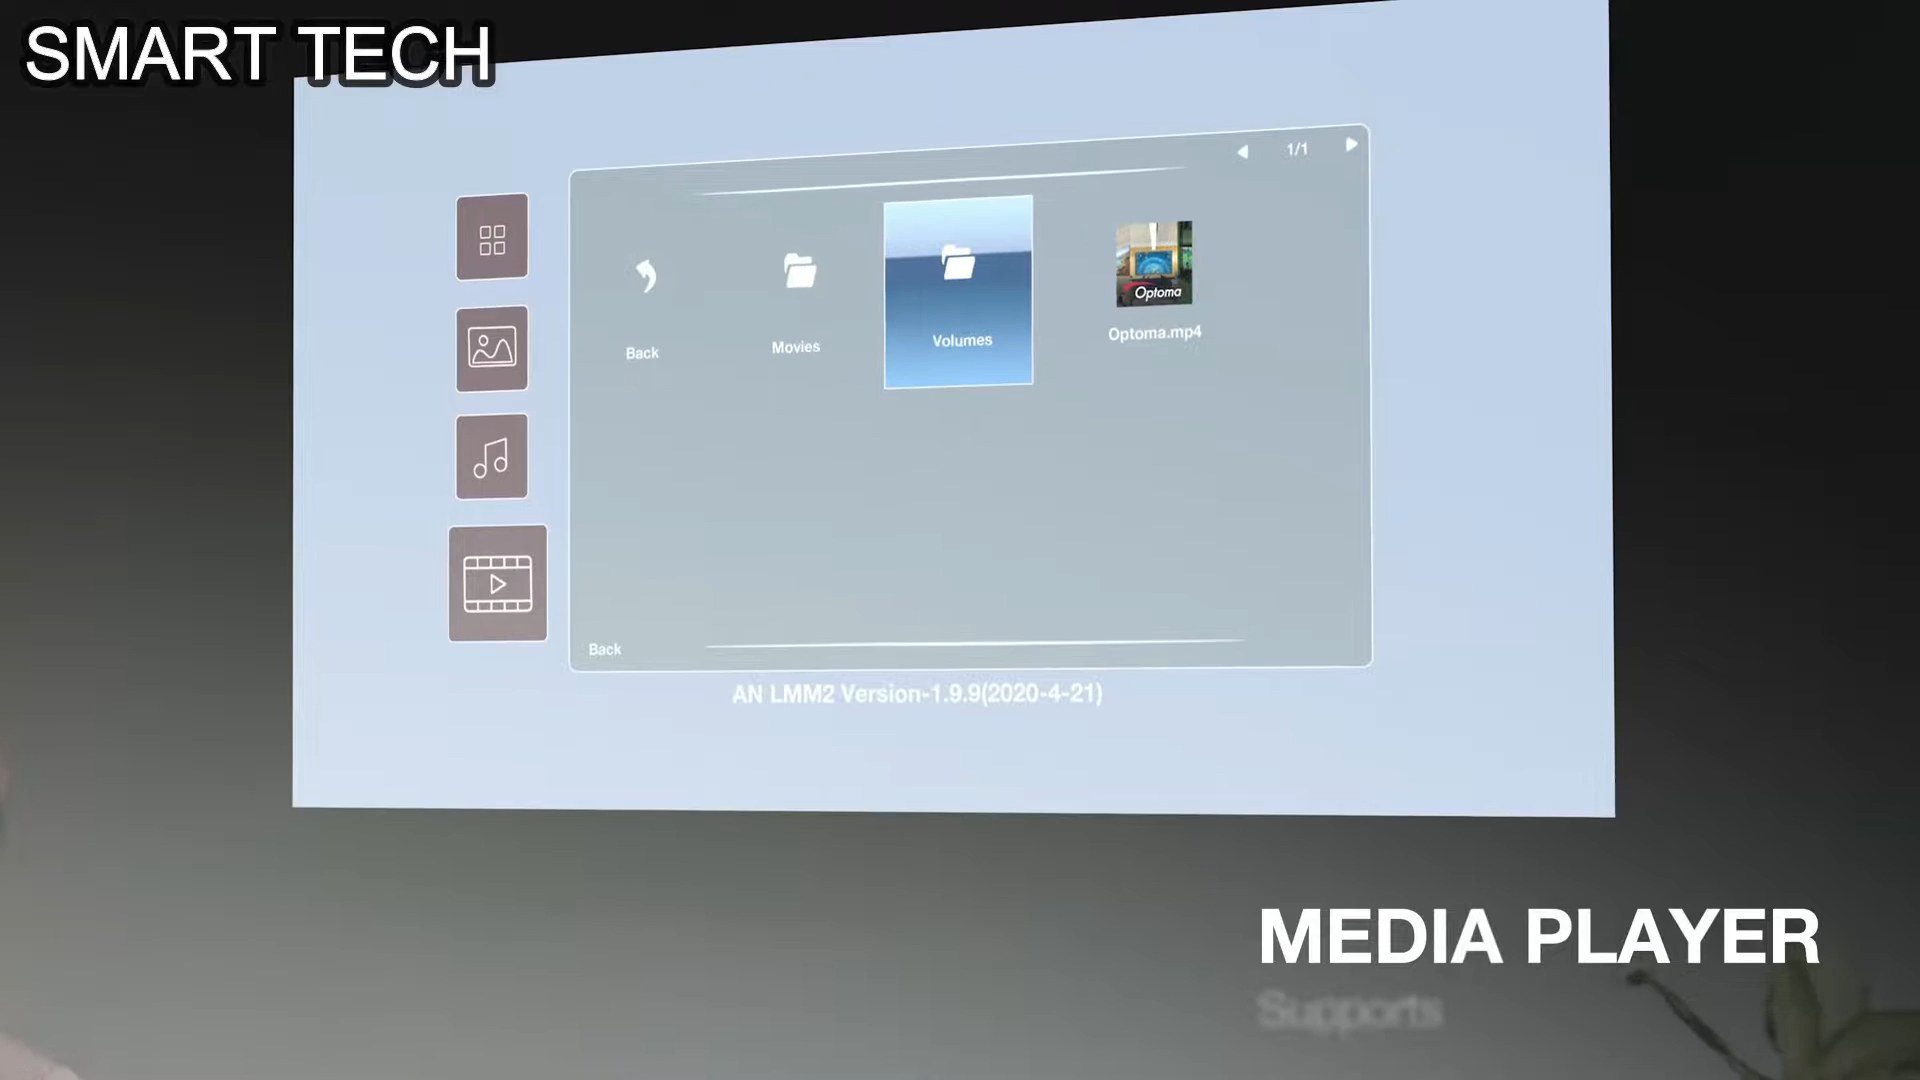 SMART TECH
1/1
Back
Movies
Volumes
Optoma
Optoma.mp4
Back
AN LMM2 Version-1.9.9(2020-4-21)
MEDIA PLAYER
Supports